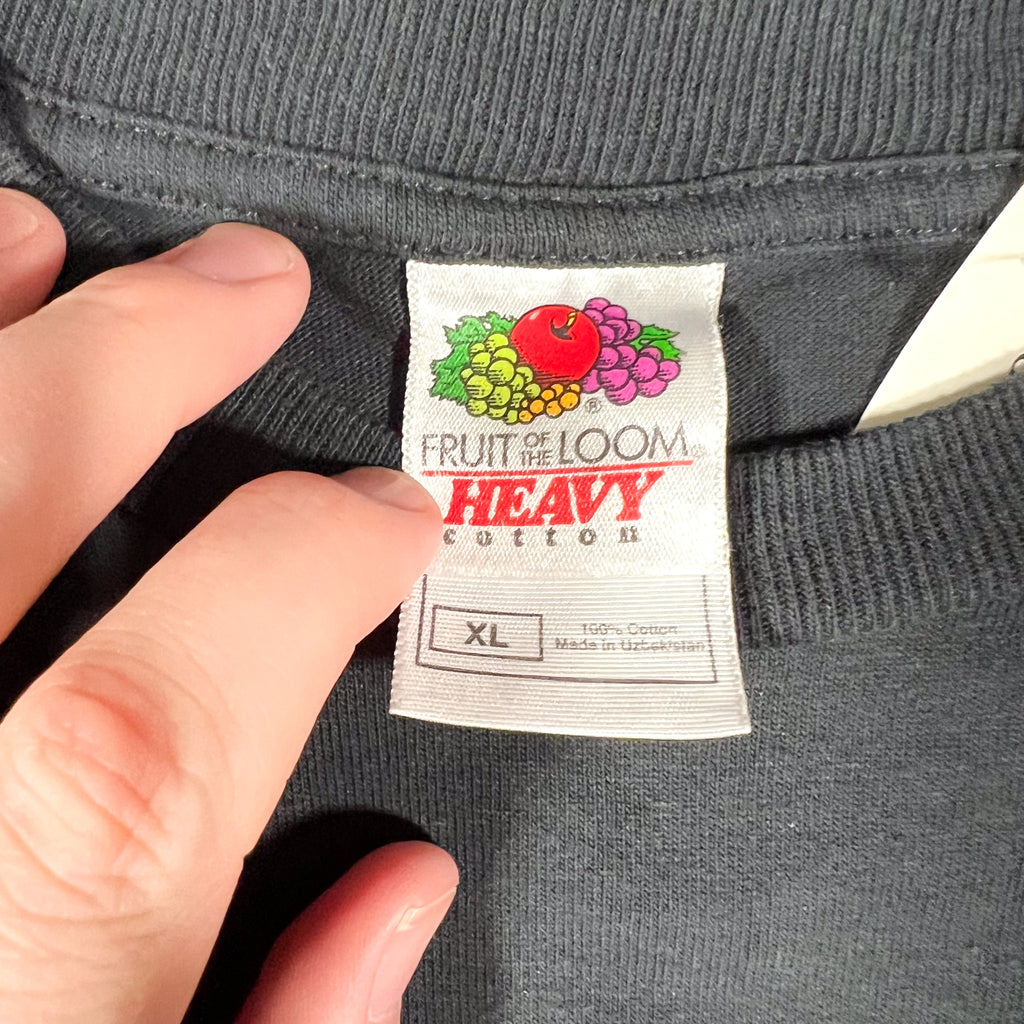 ®
FRUIT OF THE LOOM®
HEAVY
cotton
XL
100% Cotton
Made in Uzbekistan